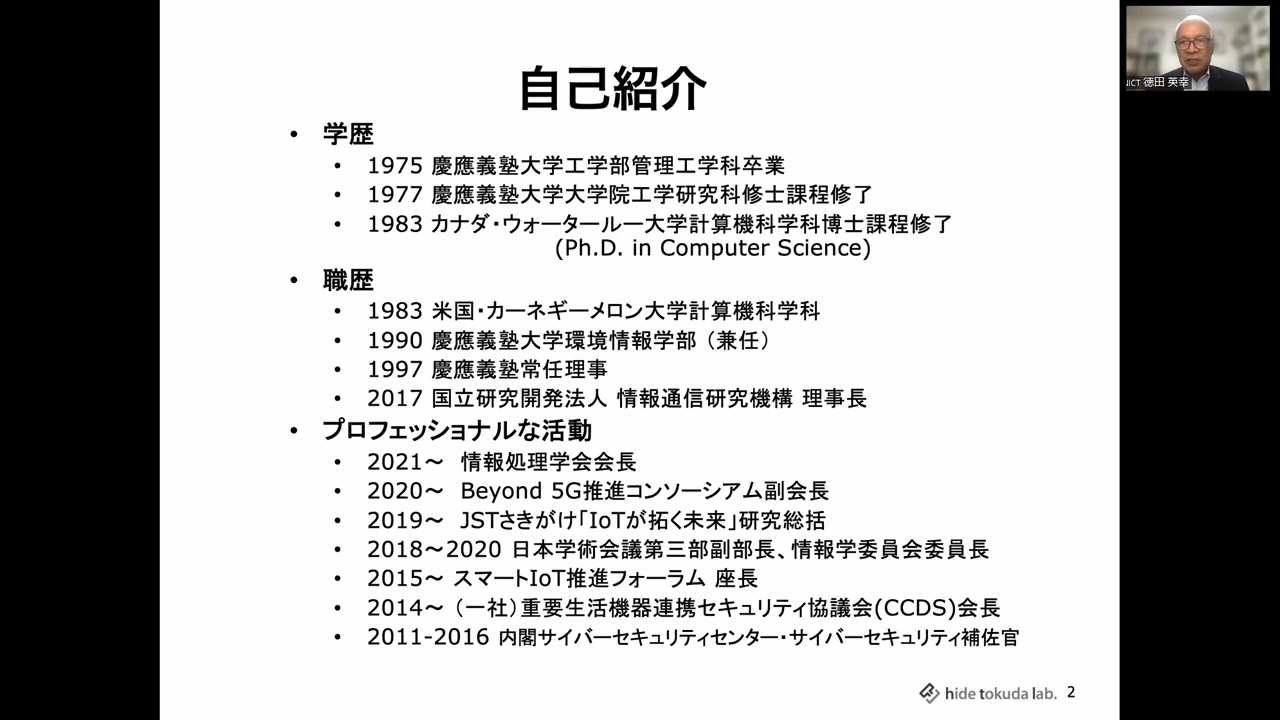 自己紹介
• 学歴
• 1975 慶應義塾大学工学部管理工学科卒業
• 1977 慶應義塾大学大学院工学研究科修士課程修了
• 1983 カナダ・ウォータールー大学計算機科学科博士課程修了
(Ph.D. in Computer Science)
• 職歴
• 1983 米国・カーネギーメロン大学計算機科学科
• 1990 慶應義塾大学環境情報学部（兼任）
• 1997 慶應義塾常任理事
• 2017 国立研究開発法人 情報通信研究機構 理事長
• プロフェッショナルな活動
• 2021～ 情報処理学会会長
• 2020～ Beyond 5G推進コンソーシアム副会長
• 2019～ JSTさきがけ「IoTが拓く未来」研究総括
• 2018～2020 日本学術会議第三部副部長、情報学委員会委員長
• 2015～ スマートIoT推進フォーラム 座長
• 2014～（一社）重要生活機器連携セキュリティ協議会(CCDS)会長
• 2011-2016 内閣サイバーセキュリティセンター・サイバーセキュリティ補佐官
hide tokuda lab. 2
NICT 徳田 英幸